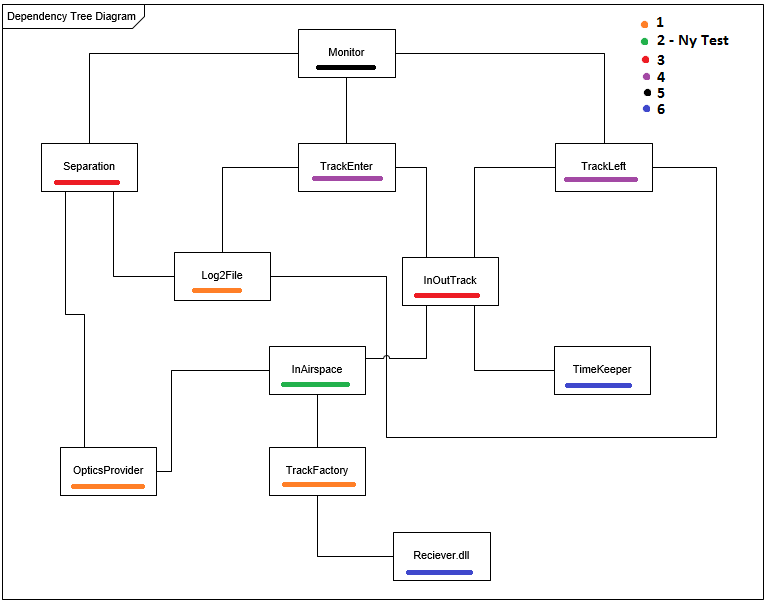 Dependency Tree Diagram
1
2 - Ny Test
3
4
5
6
Monitor
Separation
TrackEnter
TrackLeft
Log2File
InOutTrack
InAirspace
TimeKeeper
OpticsProvider
TrackFactory
Reciever.dll